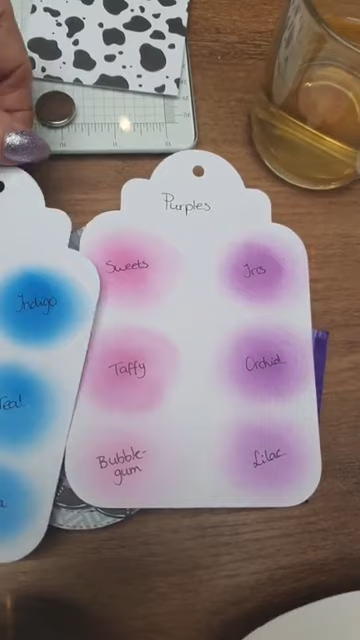 Purples
Sweets
Iris
Indigo
Taffy
Orchid
Teal
Bubble-
gum
Lilac